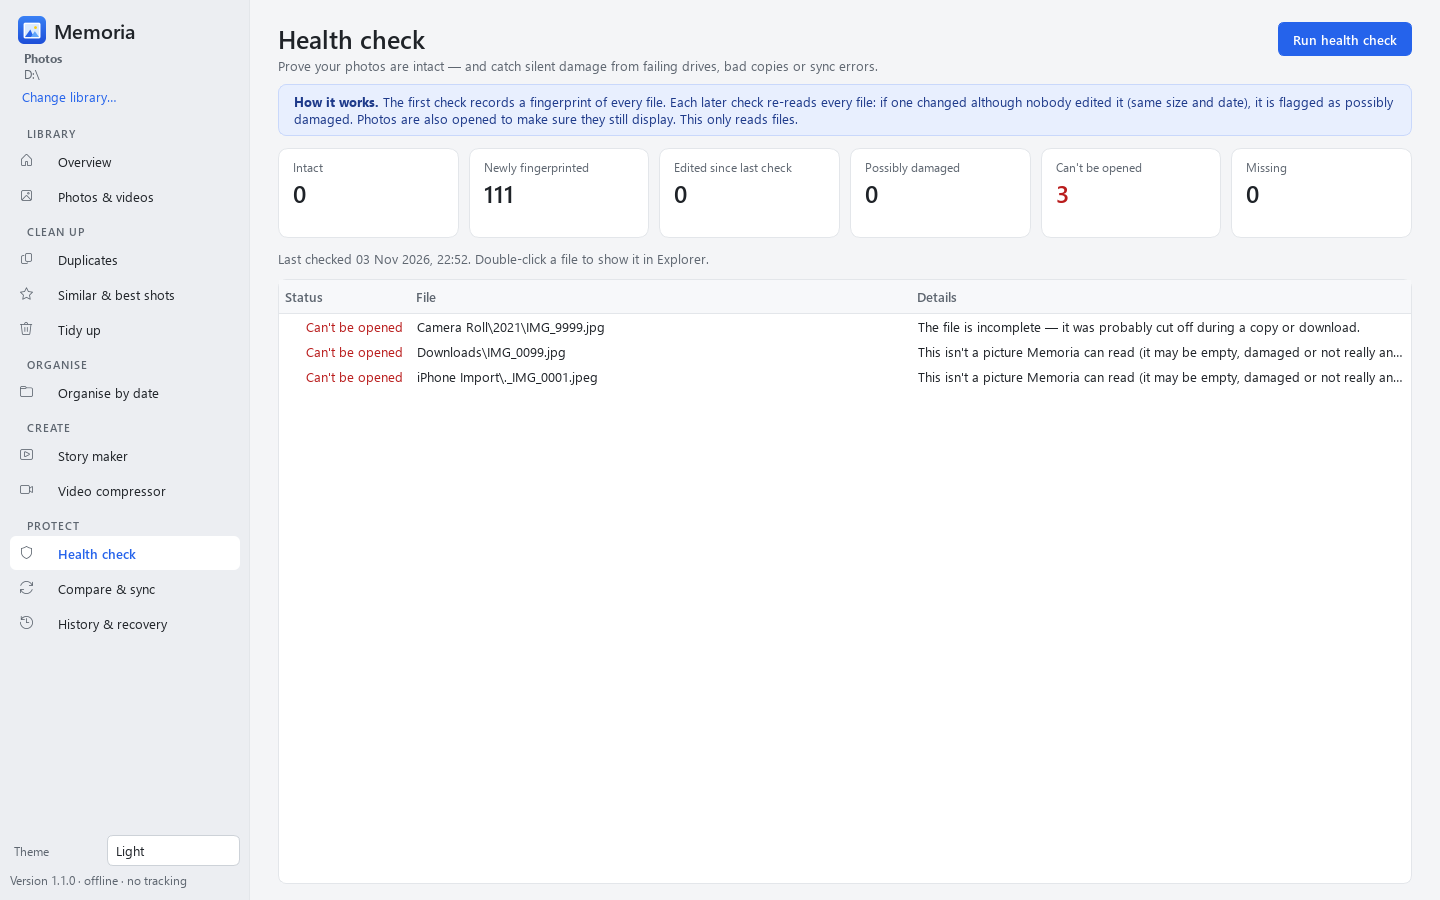 Memoria
Photos
D:\
Change library...
LIBRARY
Overview
Photos & videos
CLEAN UP
Duplicates
Similar & best shots
Tidy up
ORGANISE
Organise by date
CREATE
Story maker
Video compressor
PROTECT
Health check
Compare & sync
History & recovery
Theme
Light
Version 1.1.0 · offline · no tracking
Health check
Run health check
Prove your photos are intact — and catch silent damage from failing drives, bad copies or sync errors.
How it works. The first check records a fingerprint of every file. Each later check re-reads every file: if one changed although nobody edited it (same size and date), it is flagged as possibly
damaged. Photos are also opened to make sure they still display. This only reads files.
Intact
0
Newly fingerprinted
111
Edited since last check
0
Possibly damaged
0
Can't be opened
3
Missing
0
Last checked 03 Nov 2026, 22:52. Double-click a file to show it in Explorer.
Status File Details
Can't be opened Camera Roll\2021\IMG_9999.jpg The file is incomplete — it was probably cut off during a copy or download.
Can't be opened Downloads\IMG_0099.jpg This isn't a picture Memoria can read (it may be empty, damaged or not really an...
Can't be opened iPhone Import\._IMG_0001.jpeg This isn't a picture Memoria can read (it may be empty, damaged or not really an...